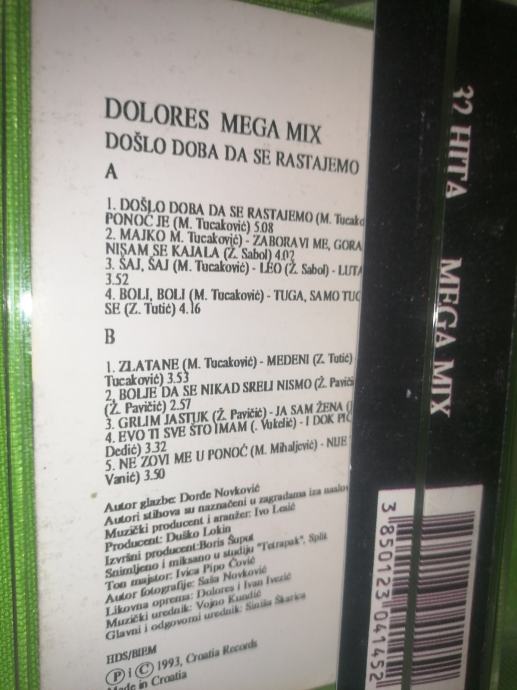 DOLORES MEGA MIX
DOŠLO DOBA DA SE RASTAJEMO
A
1. DOŠLO DOBA DA SE RASTAJEMO (M. Tucako
PONOĆ JE (M. Tucaković) 5.08
2. MAJKO M. Tucaković) - ZABORAVI ME, GORA
NISAM SE KAJALA (Ž. Sabol) 4.02
3. ŠAJ, ŠAJ (M. Tucaković) - LEO (Ž. Sabol) - LUTA
3.52
4. BOLI, BOLI (M. Tucaković) - TUGA, SAMO TUG
SE (Z. Tutić) 4.16
B
1. ZLATANE (M. Tucaković) - MEDENI (Z. Tutić)
Tucaković) 3.53
2. BOLJE DA SE NIKAD SRELI NISMO (Ž. Paviči
(Ž. Pavičić) 2.57
3. GRLIM JASTUK (Ž. Pavičić) - JA SAM ŽENA (
4. EVO TI SVE ŠTO IMAM (. Vukelić) - I DOK PIC
Dedić) 3.32
5. NE ZOVI ME U PONOĆ (M. Mihaljević) - NIJE
Vanić) 3.50
Autor glazbe: Đorđe Novković
Autori stihova su naznačeni u zagradama iza naslov
Muzički producent i aranžer: Ivo Lesić
Producent: Duško Lokin
Izvršni producent:Boris Šuput
Snimljeno i miksano u studiju "Tetrapak", Split
Ton majstor: Ivica Pipo Čović
Autor fotografije: Saša Novković
Likovna oprema: Dolores i Ivan Ivezić
Muzički urednik: Vojno Kundić
Glavni i odgovorni urednik: Siniša Škarica
HDS/BIEM
P i C 1993, Croatia Records
Made in Croatia
32 HITA MEGA MIX
3 850123 041452